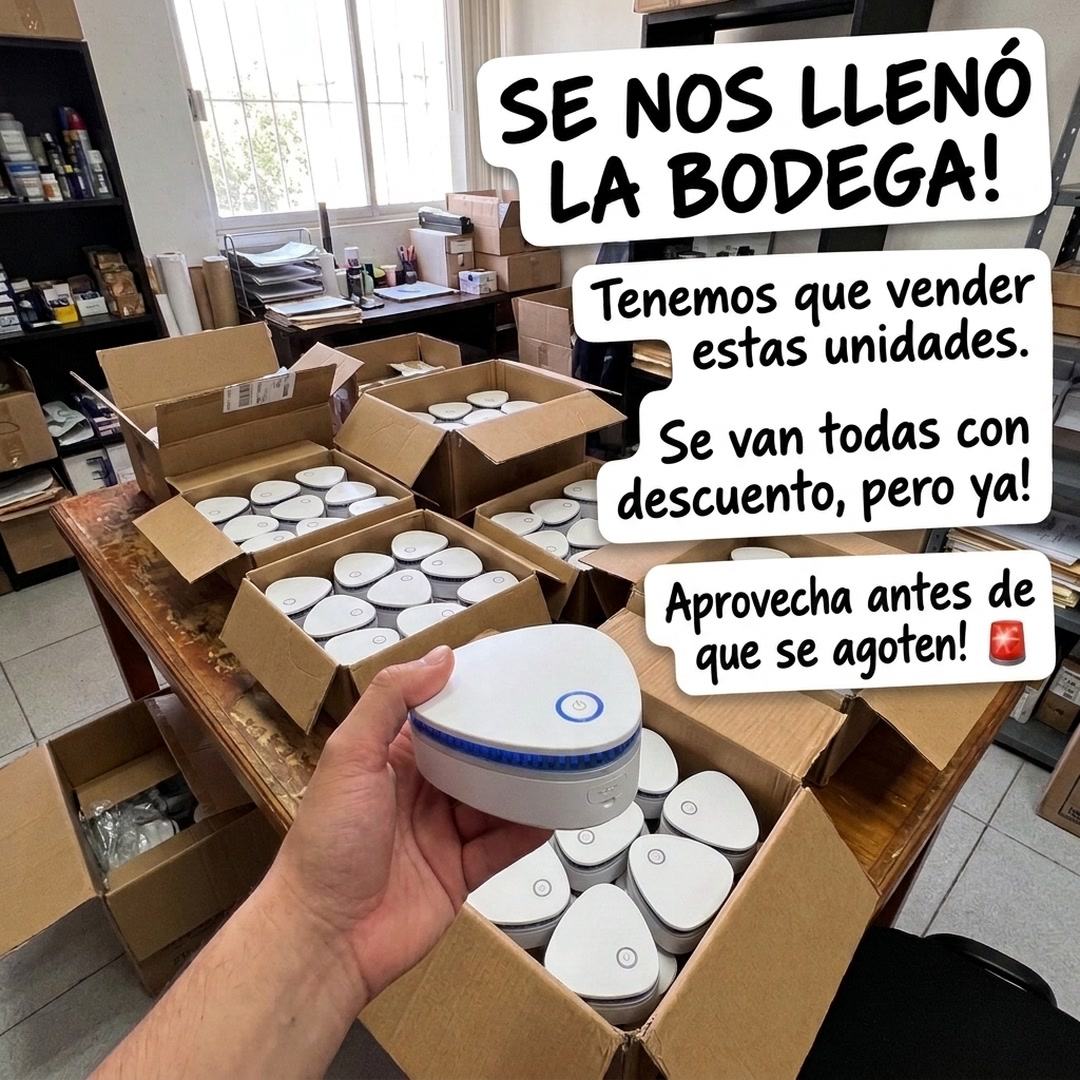 SE NOS LLENÓ
LA BODEGA!
Tenemos que vender
estas unidades.
Se van todas con
descuento, pero ya!
Aprovecha antes de
que se agoten! 🚨